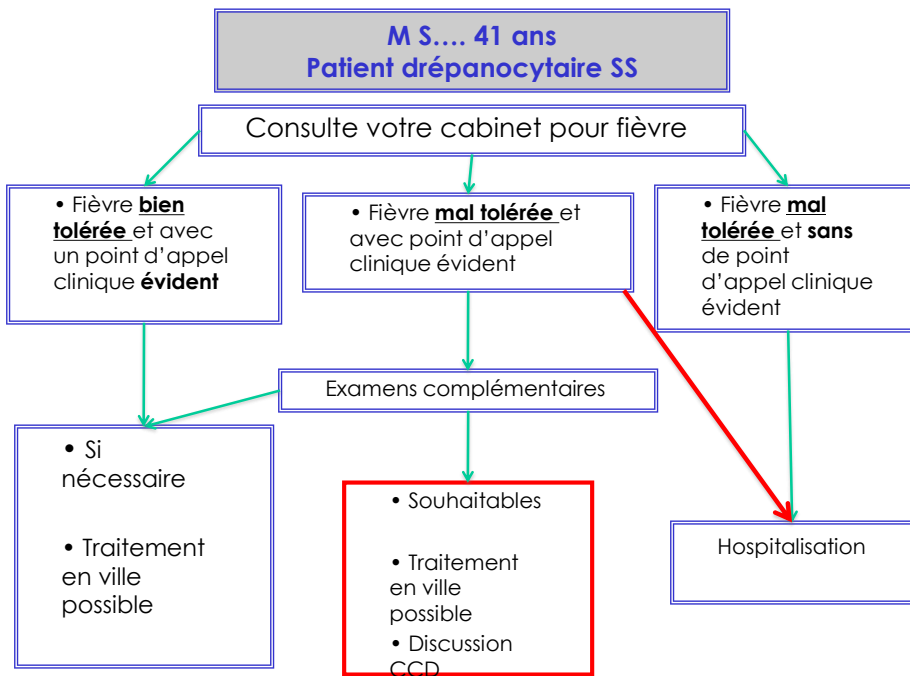 M S.... 41 ans
Patient drépanocytaire SS
Consulte votre cabinet pour fièvre
• Fièvre bien
tolérée et avec
un point d'appel
clinique évident
• Fièvre mal tolérée et
avec point d'appel
clinique évident
• Fièvre mal
tolérée et sans
de point
d'appel clinique
évident
Examens complémentaires
• Si
nécessaire
• Traitement
en ville
possible
• Souhaitables
• Traitement
en ville
possible
• Discussion
CCD
Hospitalisation